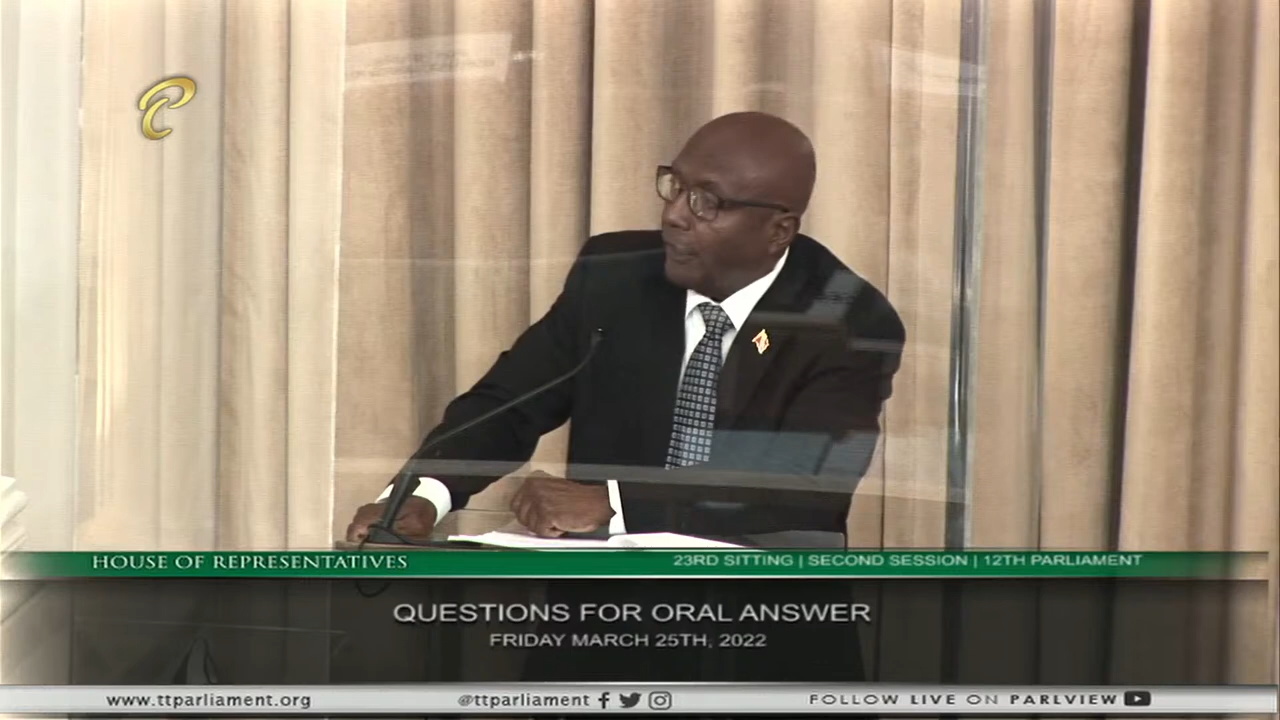 HOUSE OF REPRESENTATIVES
23RD SITTING | SECOND SESSION | 12TH PARLIAMENT
QUESTIONS FOR ORAL ANSWER
FRIDAY MARCH 25TH, 2022
www.ttparliament.org
@ttparliament
FOLLOW LIVE ON PARLVIEW